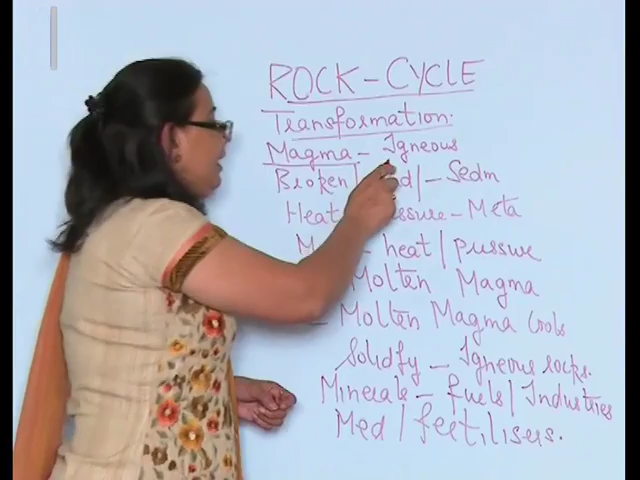 ROCK - CYCLE
Transformation.
Magma - Igneous
Broken | - Sedm
Heat - Meta
heat | pussure
Molten Magma
- Molten Magma Cools
Solidfy - Igneous rocks.
Minerals - fuels | Industries
Med / fertilisers.